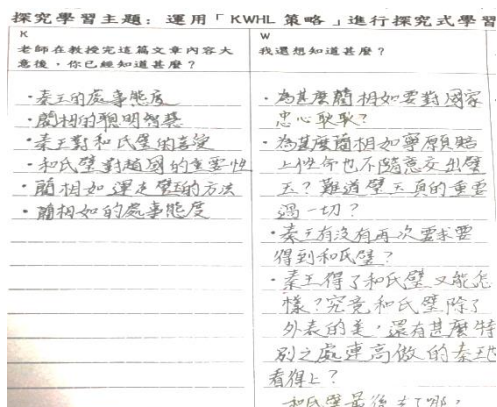 探究學習主題：運用「KWHL 策略」進行探究式學習
K
老師在教授完這篇文章內容大
意後，你已經知道甚麼？
·秦王的處事態度
·藺相的聰明智慧
·秦王對和氏璧的喜愛
·和氏璧對趙國的重要性
·藺相如運走璧的方法
·藺相如的處事態度
W
我還想知道甚麼？
·為甚麼藺相如要對國家
忠心耿耿？
·為甚麼藺相如寧願賠
上性命也不隨意交出璧
玉？難道璧玉真的重要
過一切？
·秦王有沒有再次要求要
得到和氏璧？
·秦王得了和氏璧又能怎
樣？究竟和氏璧除了
外表的美，還有甚麼特
別之處連高傲的秦王也
看得上？
和氏璧最後去了哪